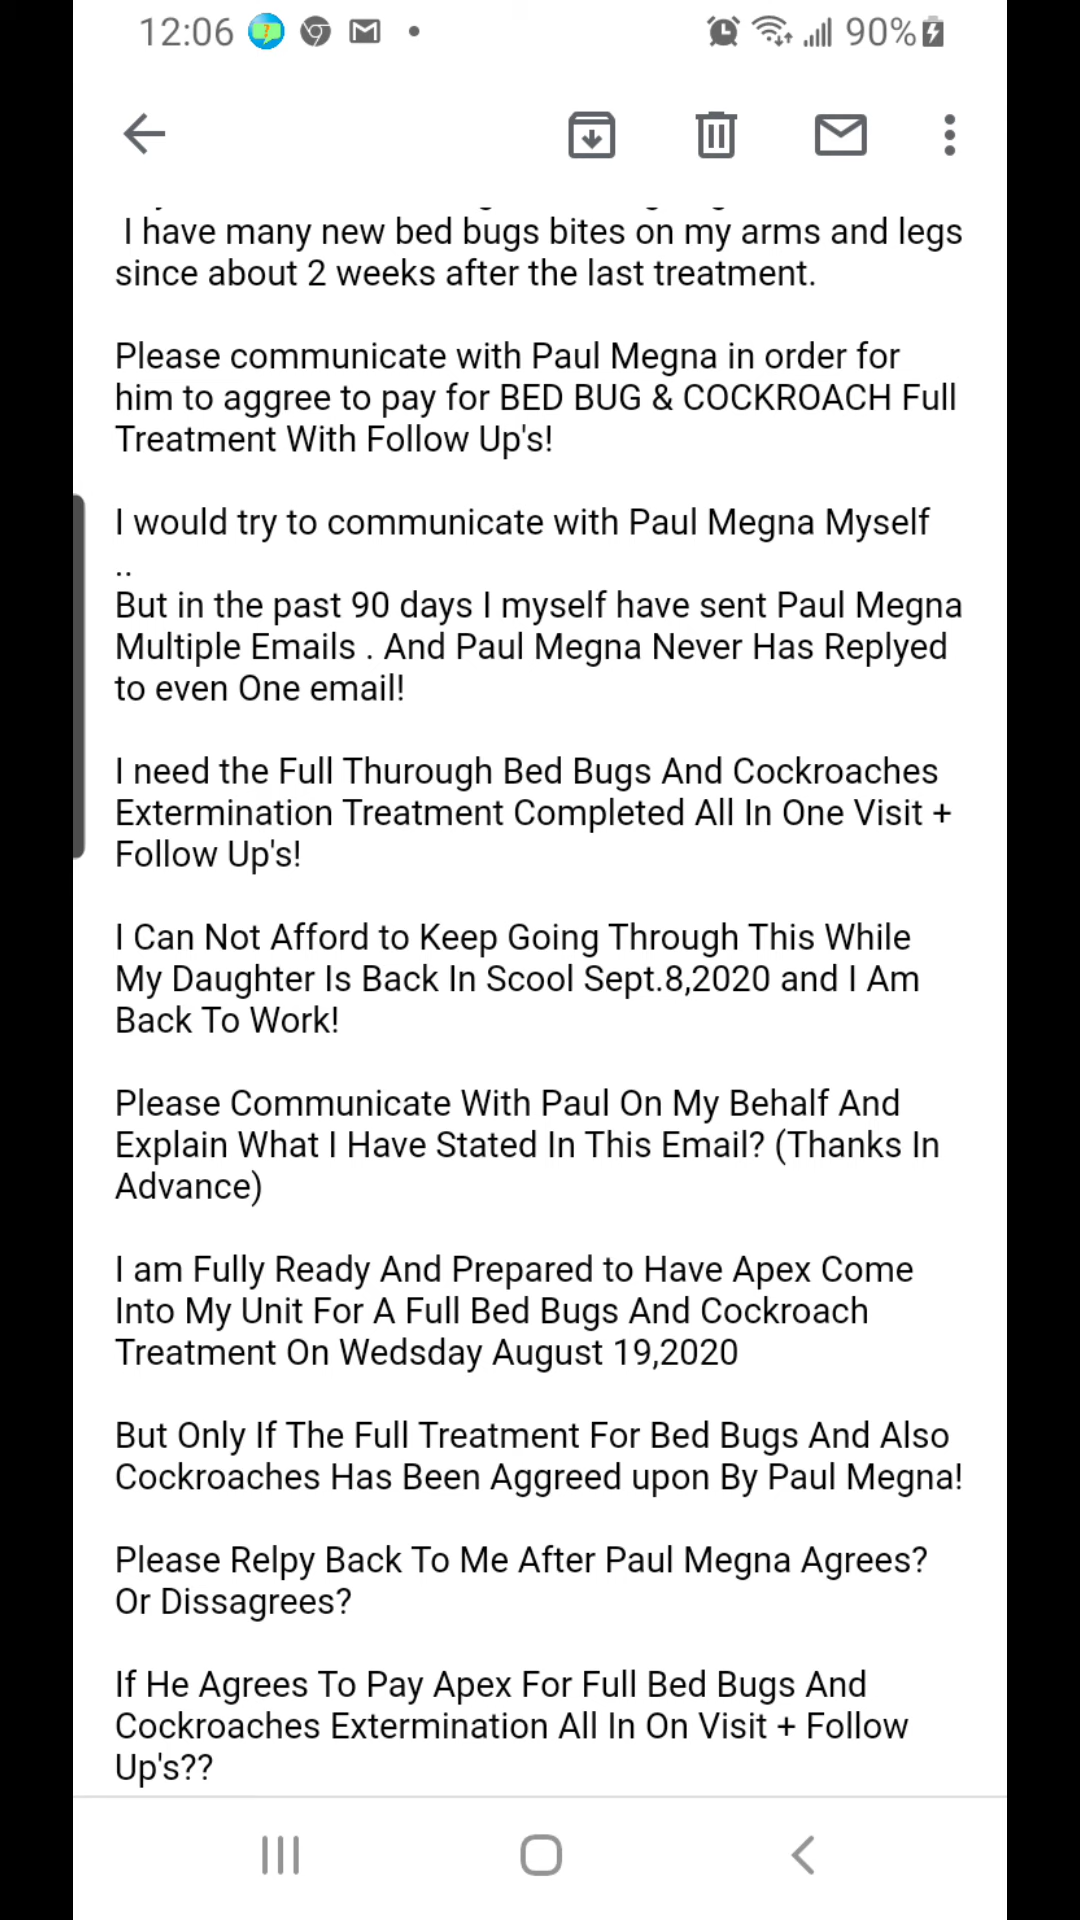 12:06
90%
I have many new bed bugs bites on my arms and legs
since about 2 weeks after the last treatment.
Please communicate with Paul Megna in order for
him to aggree to pay for BED BUG & COCKROACH Full
Treatment With Follow Up's!
I would try to communicate with Paul Megna Myself
..
But in the past 90 days I myself have sent Paul Megna
Multiple Emails . And Paul Megna Never Has Replyed
to even One email!
I need the Full Thurough Bed Bugs And Cockroaches
Extermination Treatment Completed All In One Visit +
Follow Up's!
I Can Not Afford to Keep Going Through This While
My Daughter Is Back In Scool Sept.8,2020 and I Am
Back To Work!
Please Communicate With Paul On My Behalf And
Explain What I Have Stated In This Email? (Thanks In
Advance)
I am Fully Ready And Prepared to Have Apex Come
Into My Unit For A Full Bed Bugs And Cockroach
Treatment On Wedsday August 19,2020
But Only If The Full Treatment For Bed Bugs And Also
Cockroaches Has Been Aggreed upon By Paul Megna!
Please Relpy Back To Me After Paul Megna Agrees?
Or Dissagrees?
If He Agrees To Pay Apex For Full Bed Bugs And
Cockroaches Extermination All In On Visit + Follow
Up's??